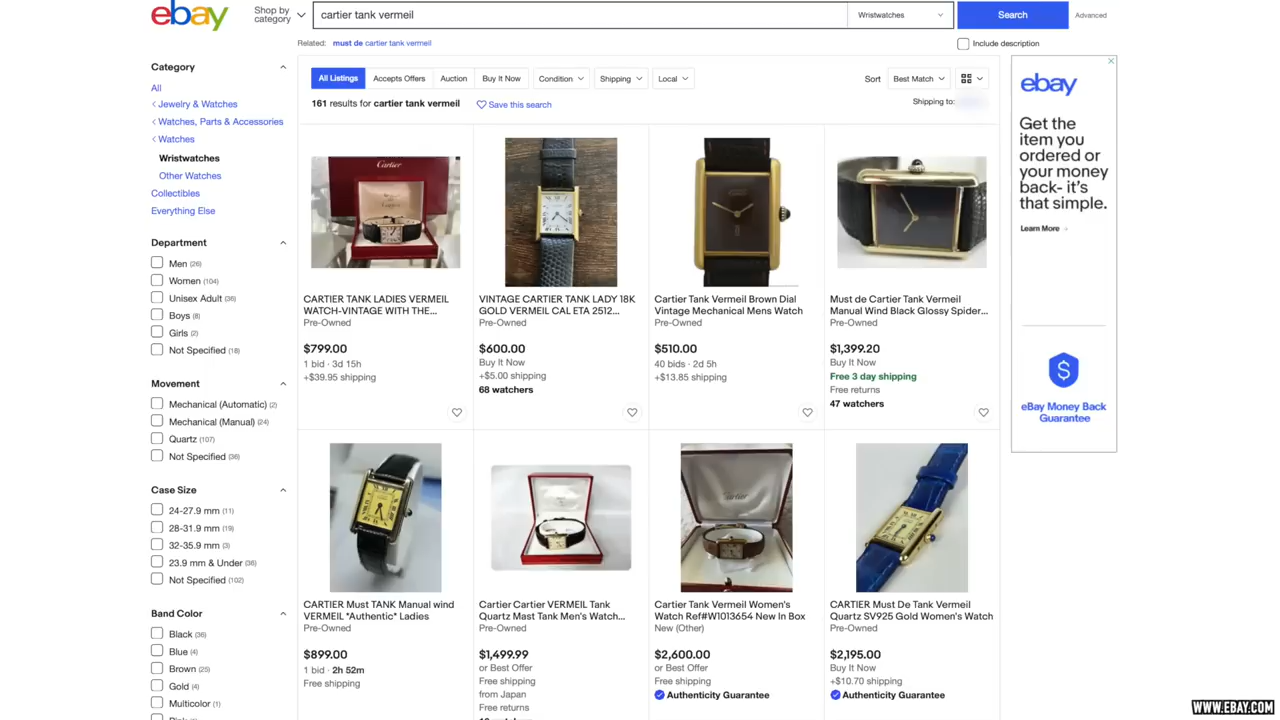 ebay
Shop by
category
cartier tank vermeil
Wristwatches
Search
Advanced
Related: must de cartier tank vermeil
Include description
Category
All
Jewelry & Watches
Watches, Parts & Accessories
Watches
Wristwatches
Other Watches
Collectibles
Everything Else
Department
Men (26)
Women (104)
Unisex Adult (36)
Boys (8)
Girls (2)
Not Specified (18)
Movement
Mechanical (Automatic) (2)
Mechanical (Manual) (24)
Quartz (107)
Not Specified (36)
Case Size
24-27.9 mm (11)
28-31.9 mm (19)
32-35.9 mm (3)
23.9 mm & Under (36)
Not Specified (102)
Band Color
Black (36)
Blue (4)
Brown (25)
Gold (4)
Multicolor (1)
All Listings
Accepts Offers
Auction
Buy It Now
Condition
Shipping
Local
Sort
Best Match
161 results for cartier tank vermeil
Save this search
Shipping to:
Cartier
CARTIER TANK LADIES VERMEIL
WATCH-VINTAGE WITH THE...
Pre-Owned
$799.00
1 bid · 3d 15h
+$39.95 shipping
VINTAGE CARTIER TANK LADY 18K
GOLD VERMEIL CAL ETA 2512...
Pre-Owned
$600.00
Buy It Now
+$5.00 shipping
68 watchers
Cartier Tank Vermeil Brown Dial
Vintage Mechanical Mens Watch
Pre-Owned
$510.00
40 bids · 2d 5h
+$13.85 shipping
Must de Cartier Tank Vermeil
Manual Wind Black Glossy Spider...
Pre-Owned
$1,399.20
Buy It Now
Free 3 day shipping
Free returns
47 watchers
CARTIER Must TANK Manual wind
VERMEIL *Authentic* Ladies
Pre-Owned
$899.00
1 bid · 2h 52m
Free shipping
Cartier Cartier VERMEIL Tank
Quartz Mast Tank Men's Watch...
Pre-Owned
$1,499.99
or Best Offer
Free shipping
from Japan
Free returns
Cartier
Cartier Tank Vermeil Women's
Watch Ref#W1013654 New In Box
New (Other)
$2,600.00
or Best Offer
Free shipping
Authenticity Guarantee
CARTIER Must De Tank Vermeil
Quartz SV925 Gold Women's Watch
Pre-Owned
$2,195.00
Buy It Now
+$10.70 shipping
Authenticity Guarantee
ebay
Get the
item you
ordered or
your money
back- it's
that simple.
Learn More
$
eBay Money Back
Guarantee
WWW.EBAY.COM